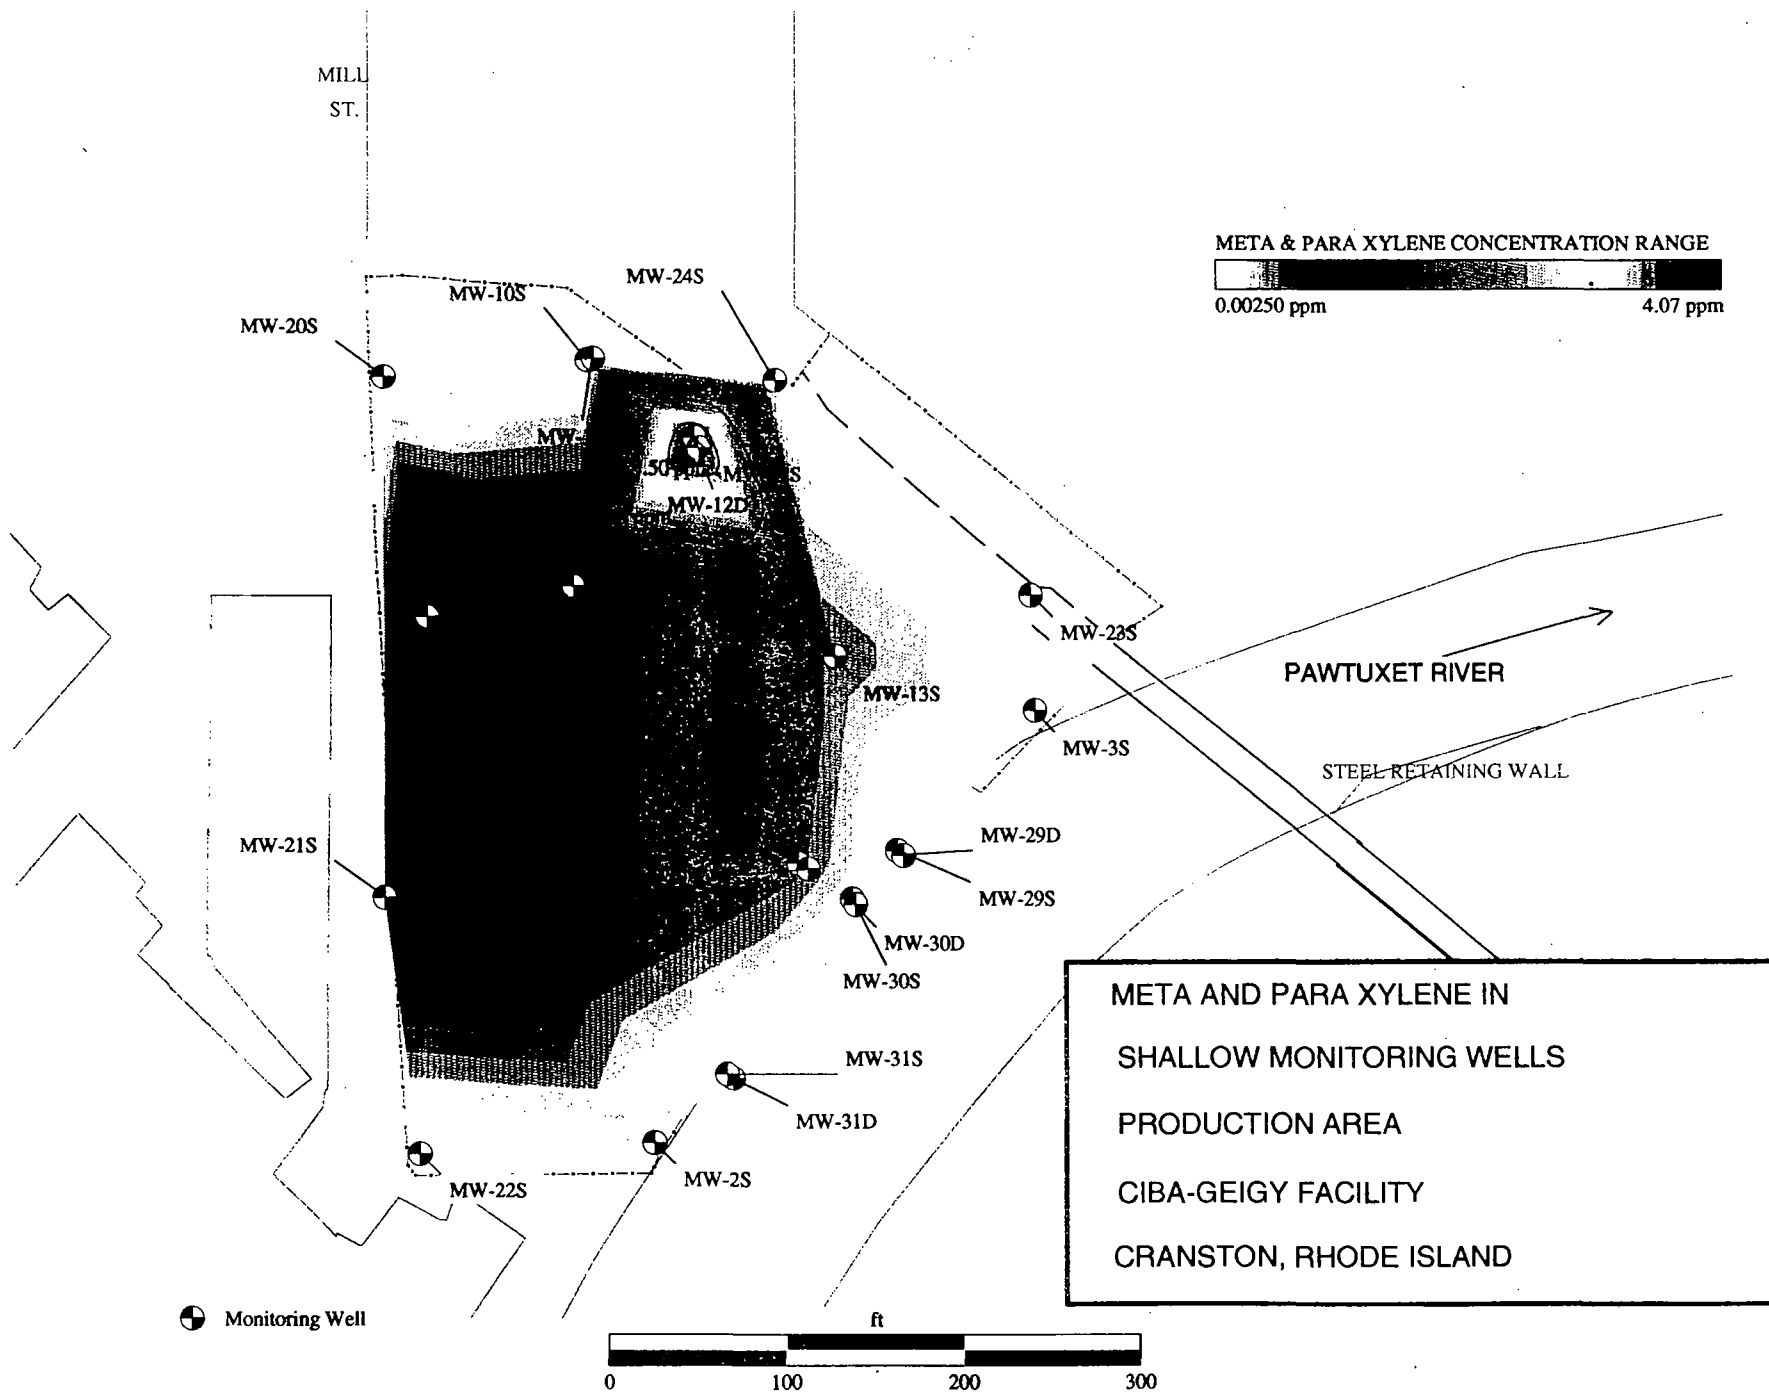 MILL
ST.
META & PARA XYLENE CONCENTRATION RANGE
0.00250 ppm
4.07 ppm
MW-24S
MW-10S
MW-20S
MW-
MW-12D
MW-23S
PAWTUXET RIVER
MW-13S
MW-3S
STEEL RETAINING WALL
MW-29D
MW-21S
MW-29S
MW-30D
MW-30S
META AND PARA XYLENE IN
SHALLOW MONITORING WELLS
PRODUCTION AREA
CIBA-GEIGY FACILITY
CRANSTON, RHODE ISLAND
MW-31S
MW-31D
MW-2S
MW-22S
Monitoring Well
ft
0
100
200
300